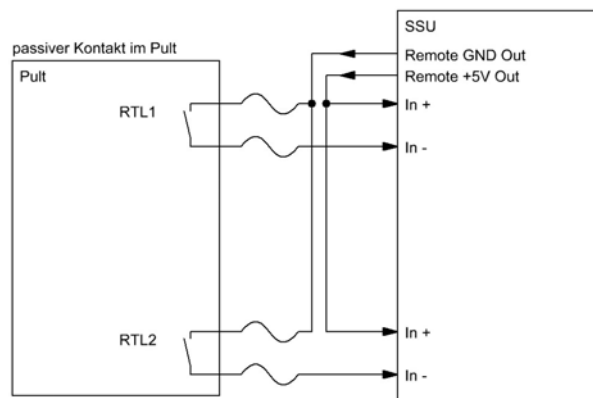 SSU
passiver Kontakt im Pult
Remote GND Out
Pult
Remote +5V Out
RTL1
In +
In -
RTL2
In +
In -